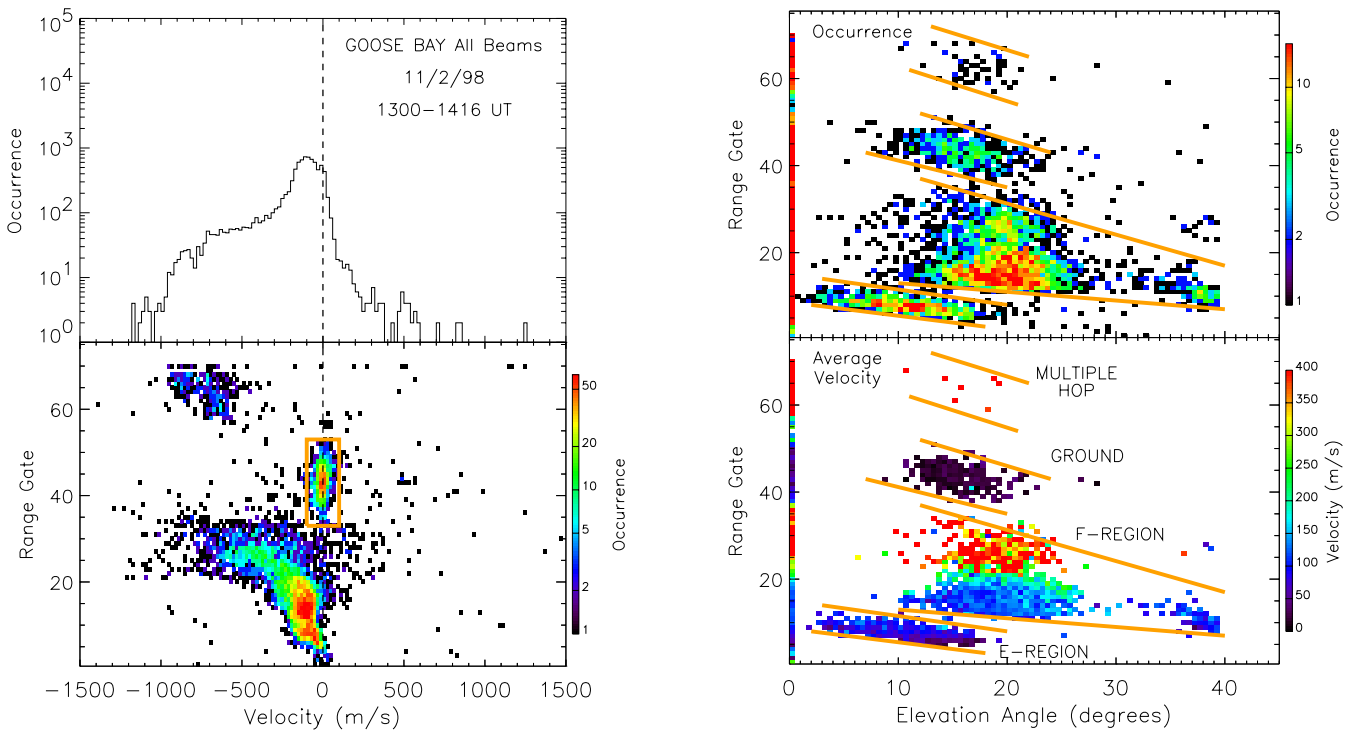 GOOSE BAY All Beams
11/2/98
1300-1416 UT
10^5
10^4
10^3
10^2
10^1
10^0
Occurrence
60
40
20
Range Gate
-1500 -1000 -500 0 500 1000 1500
Velocity (m/s)
50
20
10
5
2
1
Occurrence
Occurrence
60
40
20
Range Gate
10
5
2
1
Occurrence
Average
Velocity
MULTIPLE
HOP
GROUND
F-REGION
E-REGION
60
40
20
Range Gate
0 10 20 30 40
Elevation Angle (degrees)
400
350
300
250
200
150
100
50
0
Velocity (m/s)